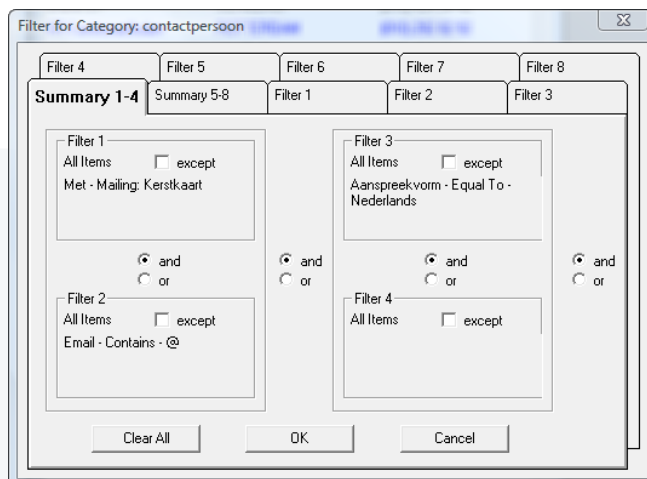 Filter for Category: contactpersoon
Filter 4
Filter 5
Filter 6
Filter 7
Filter 8
Summary 1-4
Summary 5-8
Filter 1
Filter 2
Filter 3
Filter 1
All Items
except
Met - Mailing: Kerstkaart
and
or
Filter 2
All Items
except
Email - Contains - @
and
or
Filter 3
All Items
except
Aanspreekvorm - Equal To -
Nederlands
and
or
Filter 4
All Items
except
and
or
Clear All
OK
Cancel